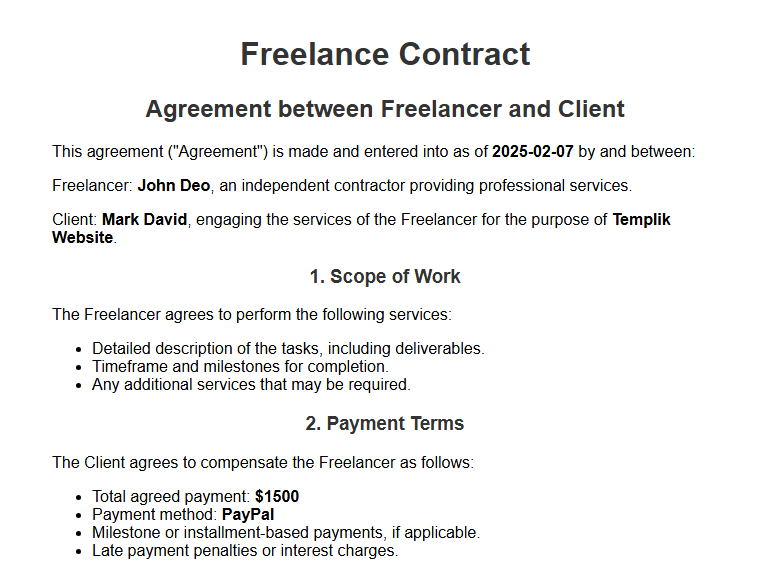 Freelance Contract
Agreement between Freelancer and Client
This agreement ("Agreement") is made and entered into as of 2025-02-07 by and between:
Freelancer: John Deo, an independent contractor providing professional services.
Client: Mark David, engaging the services of the Freelancer for the purpose of Templik
Website.
1. Scope of Work
The Freelancer agrees to perform the following services:
• Detailed description of the tasks, including deliverables.
• Timeframe and milestones for completion.
• Any additional services that may be required.
2. Payment Terms
The Client agrees to compensate the Freelancer as follows:
• Total agreed payment: $1500
• Payment method: PayPal
• Milestone or installment-based payments, if applicable.
• Late payment penalties or interest charges.